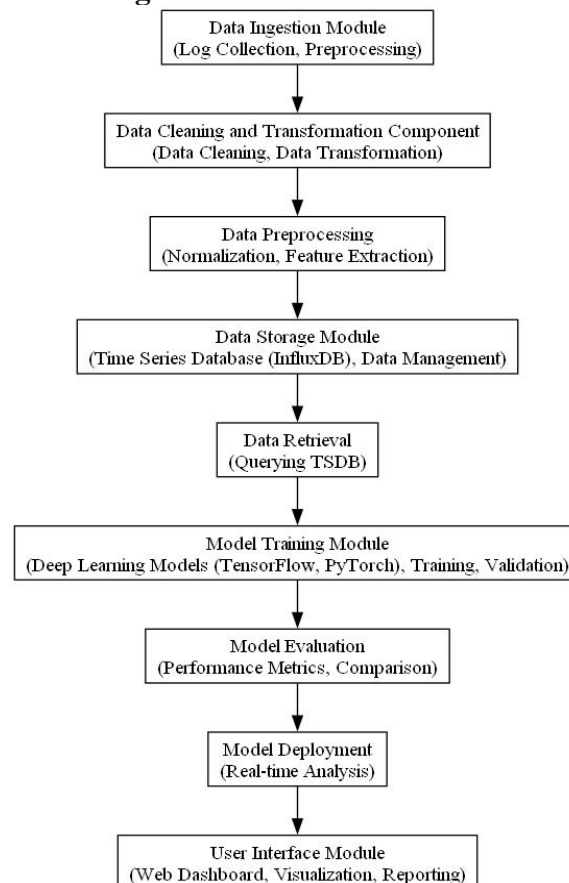 Data Ingestion Module
(Log Collection, Preprocessing)
Data Cleaning and Transformation Component
(Data Cleaning, Data Transformation)
Data Preprocessing
(Normalization, Feature Extraction)
Data Storage Module
(Time Series Database (InfluxDB), Data Management)
Data Retrieval
(Querying TSDB)
Model Training Module
(Deep Learning Models (TensorFlow, PyTorch), Training, Validation)
Model Evaluation
(Performance Metrics, Comparison)
Model Deployment
(Real-time Analysis)
User Interface Module
(Web Dashboard, Visualization, Reporting)